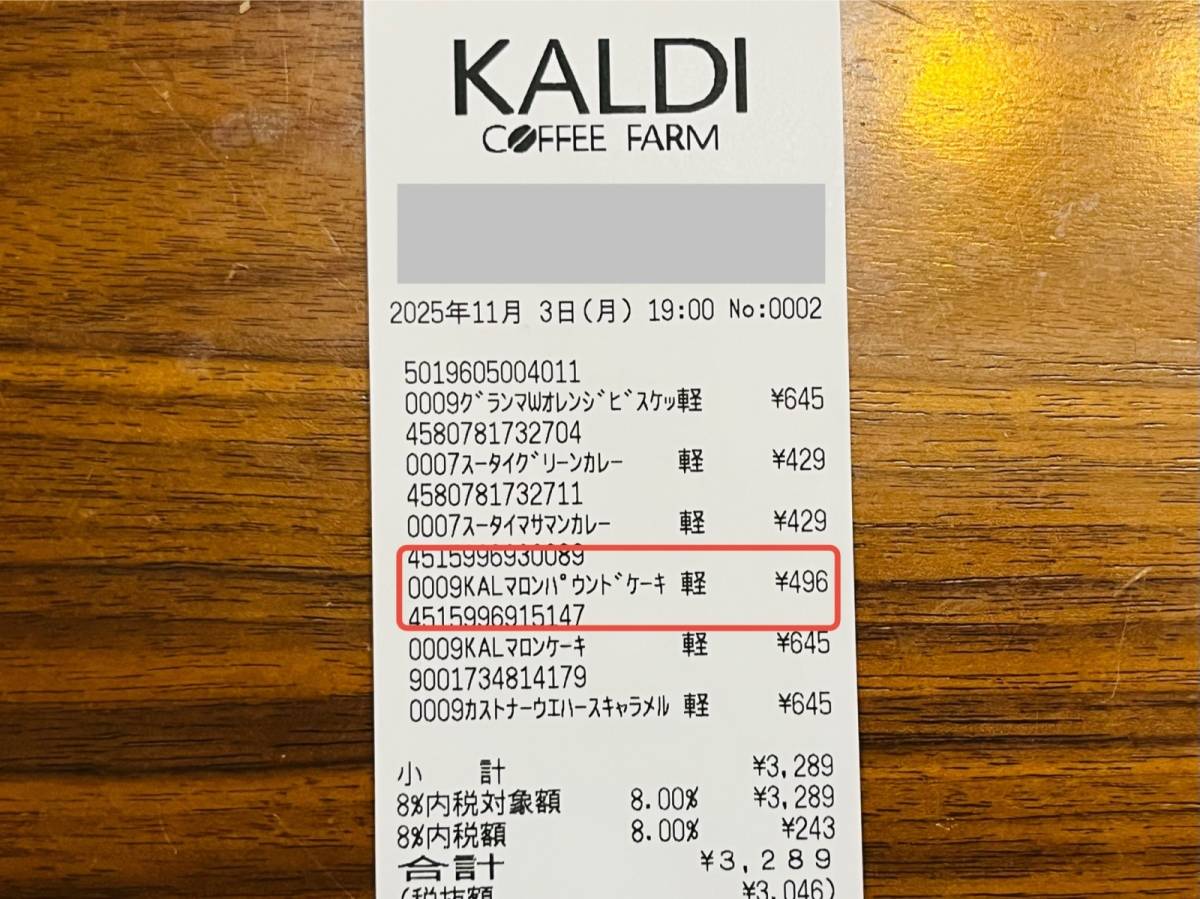 KALDI
COFFEE FARM
2025年11月 3日(月) 19:00 No:0002
5019605004011
0009グランマWオレンジビスケッ軽 ¥645
4580781732704
0007スータイグリーンカレー 軽 ¥429
4580781732711
0007スータイマサマンカレー 軽 ¥429
4515996930089
0009KALマロンパウンドケーキ 軽 ¥496
4515996915147
0009KALマロンケーキ 軽 ¥645
9001734814179
0009カストナーウエハースキャラメル 軽 ¥645
小 計 ¥3,289
8%内税対象額 8.00% ¥3,289
8%内税額 8.00% ¥243
合計 ¥3,289
(税抜額 ¥3,046)